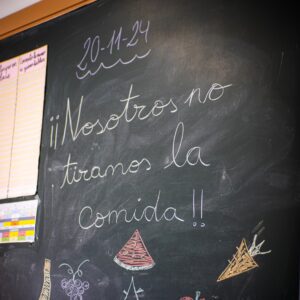 20-11-24
¡¡Nosotros no
tiramos la
comida!!